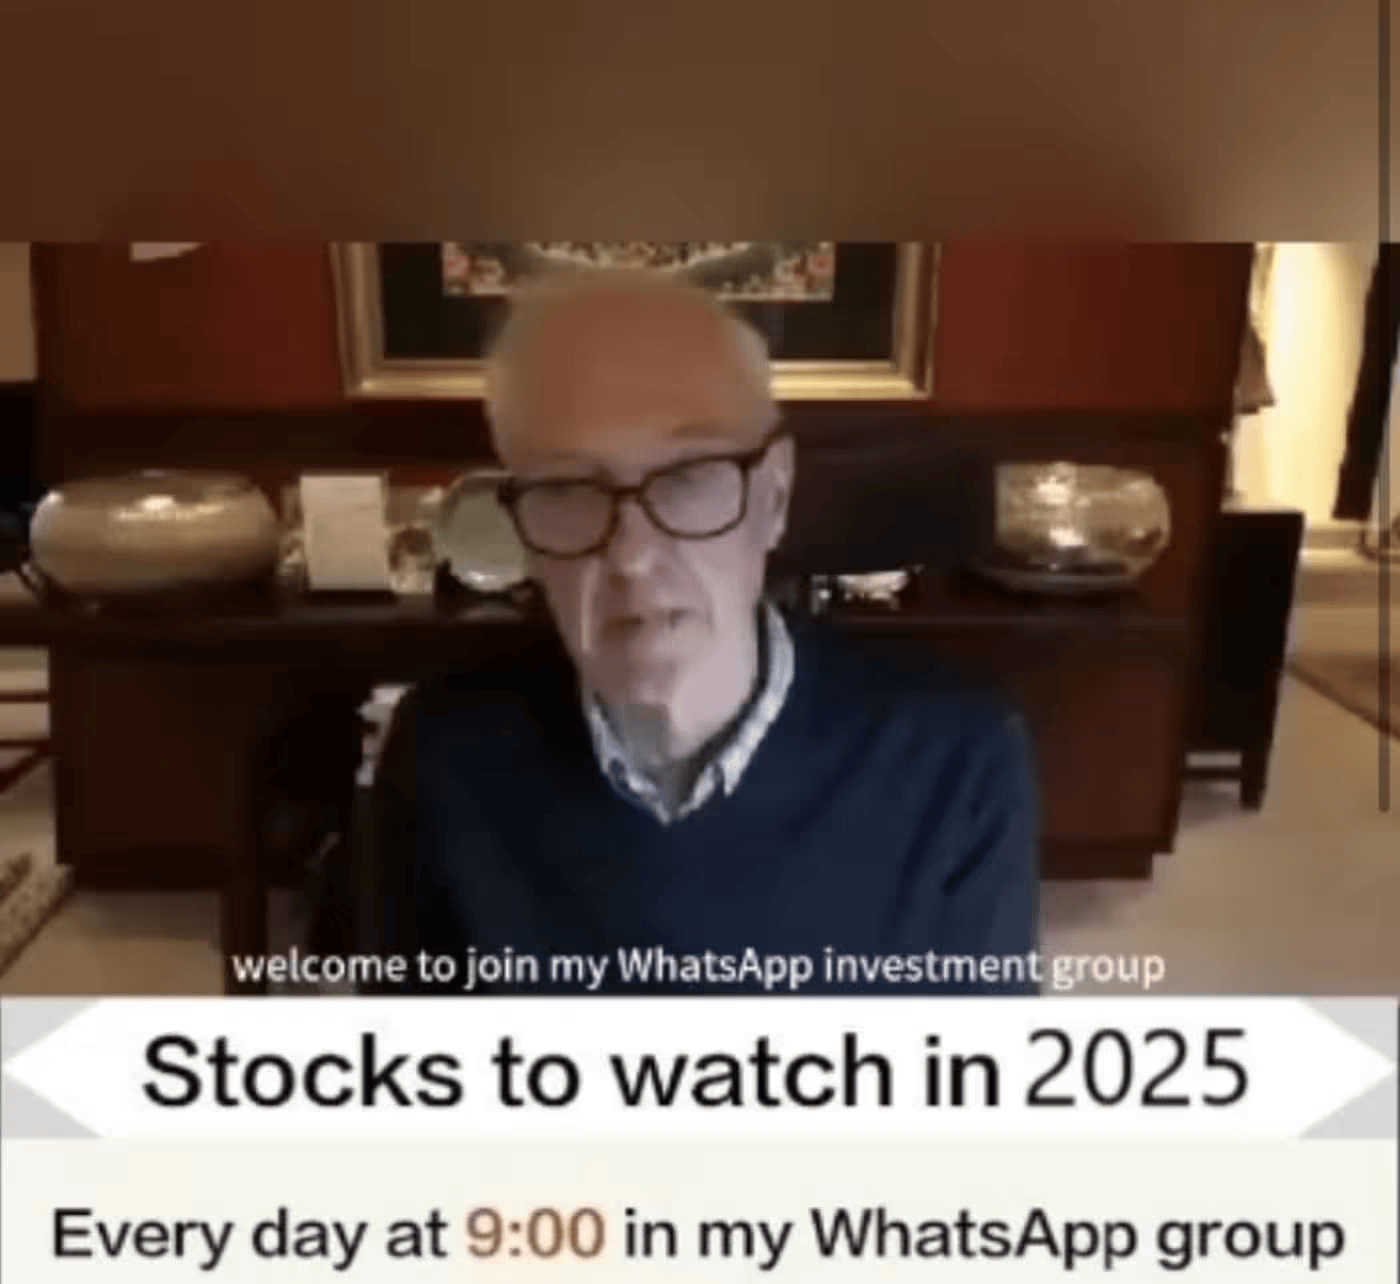 welcome to join my WhatsApp investment group
Stocks to watch in 2025
Every day at 9:00 in my WhatsApp group